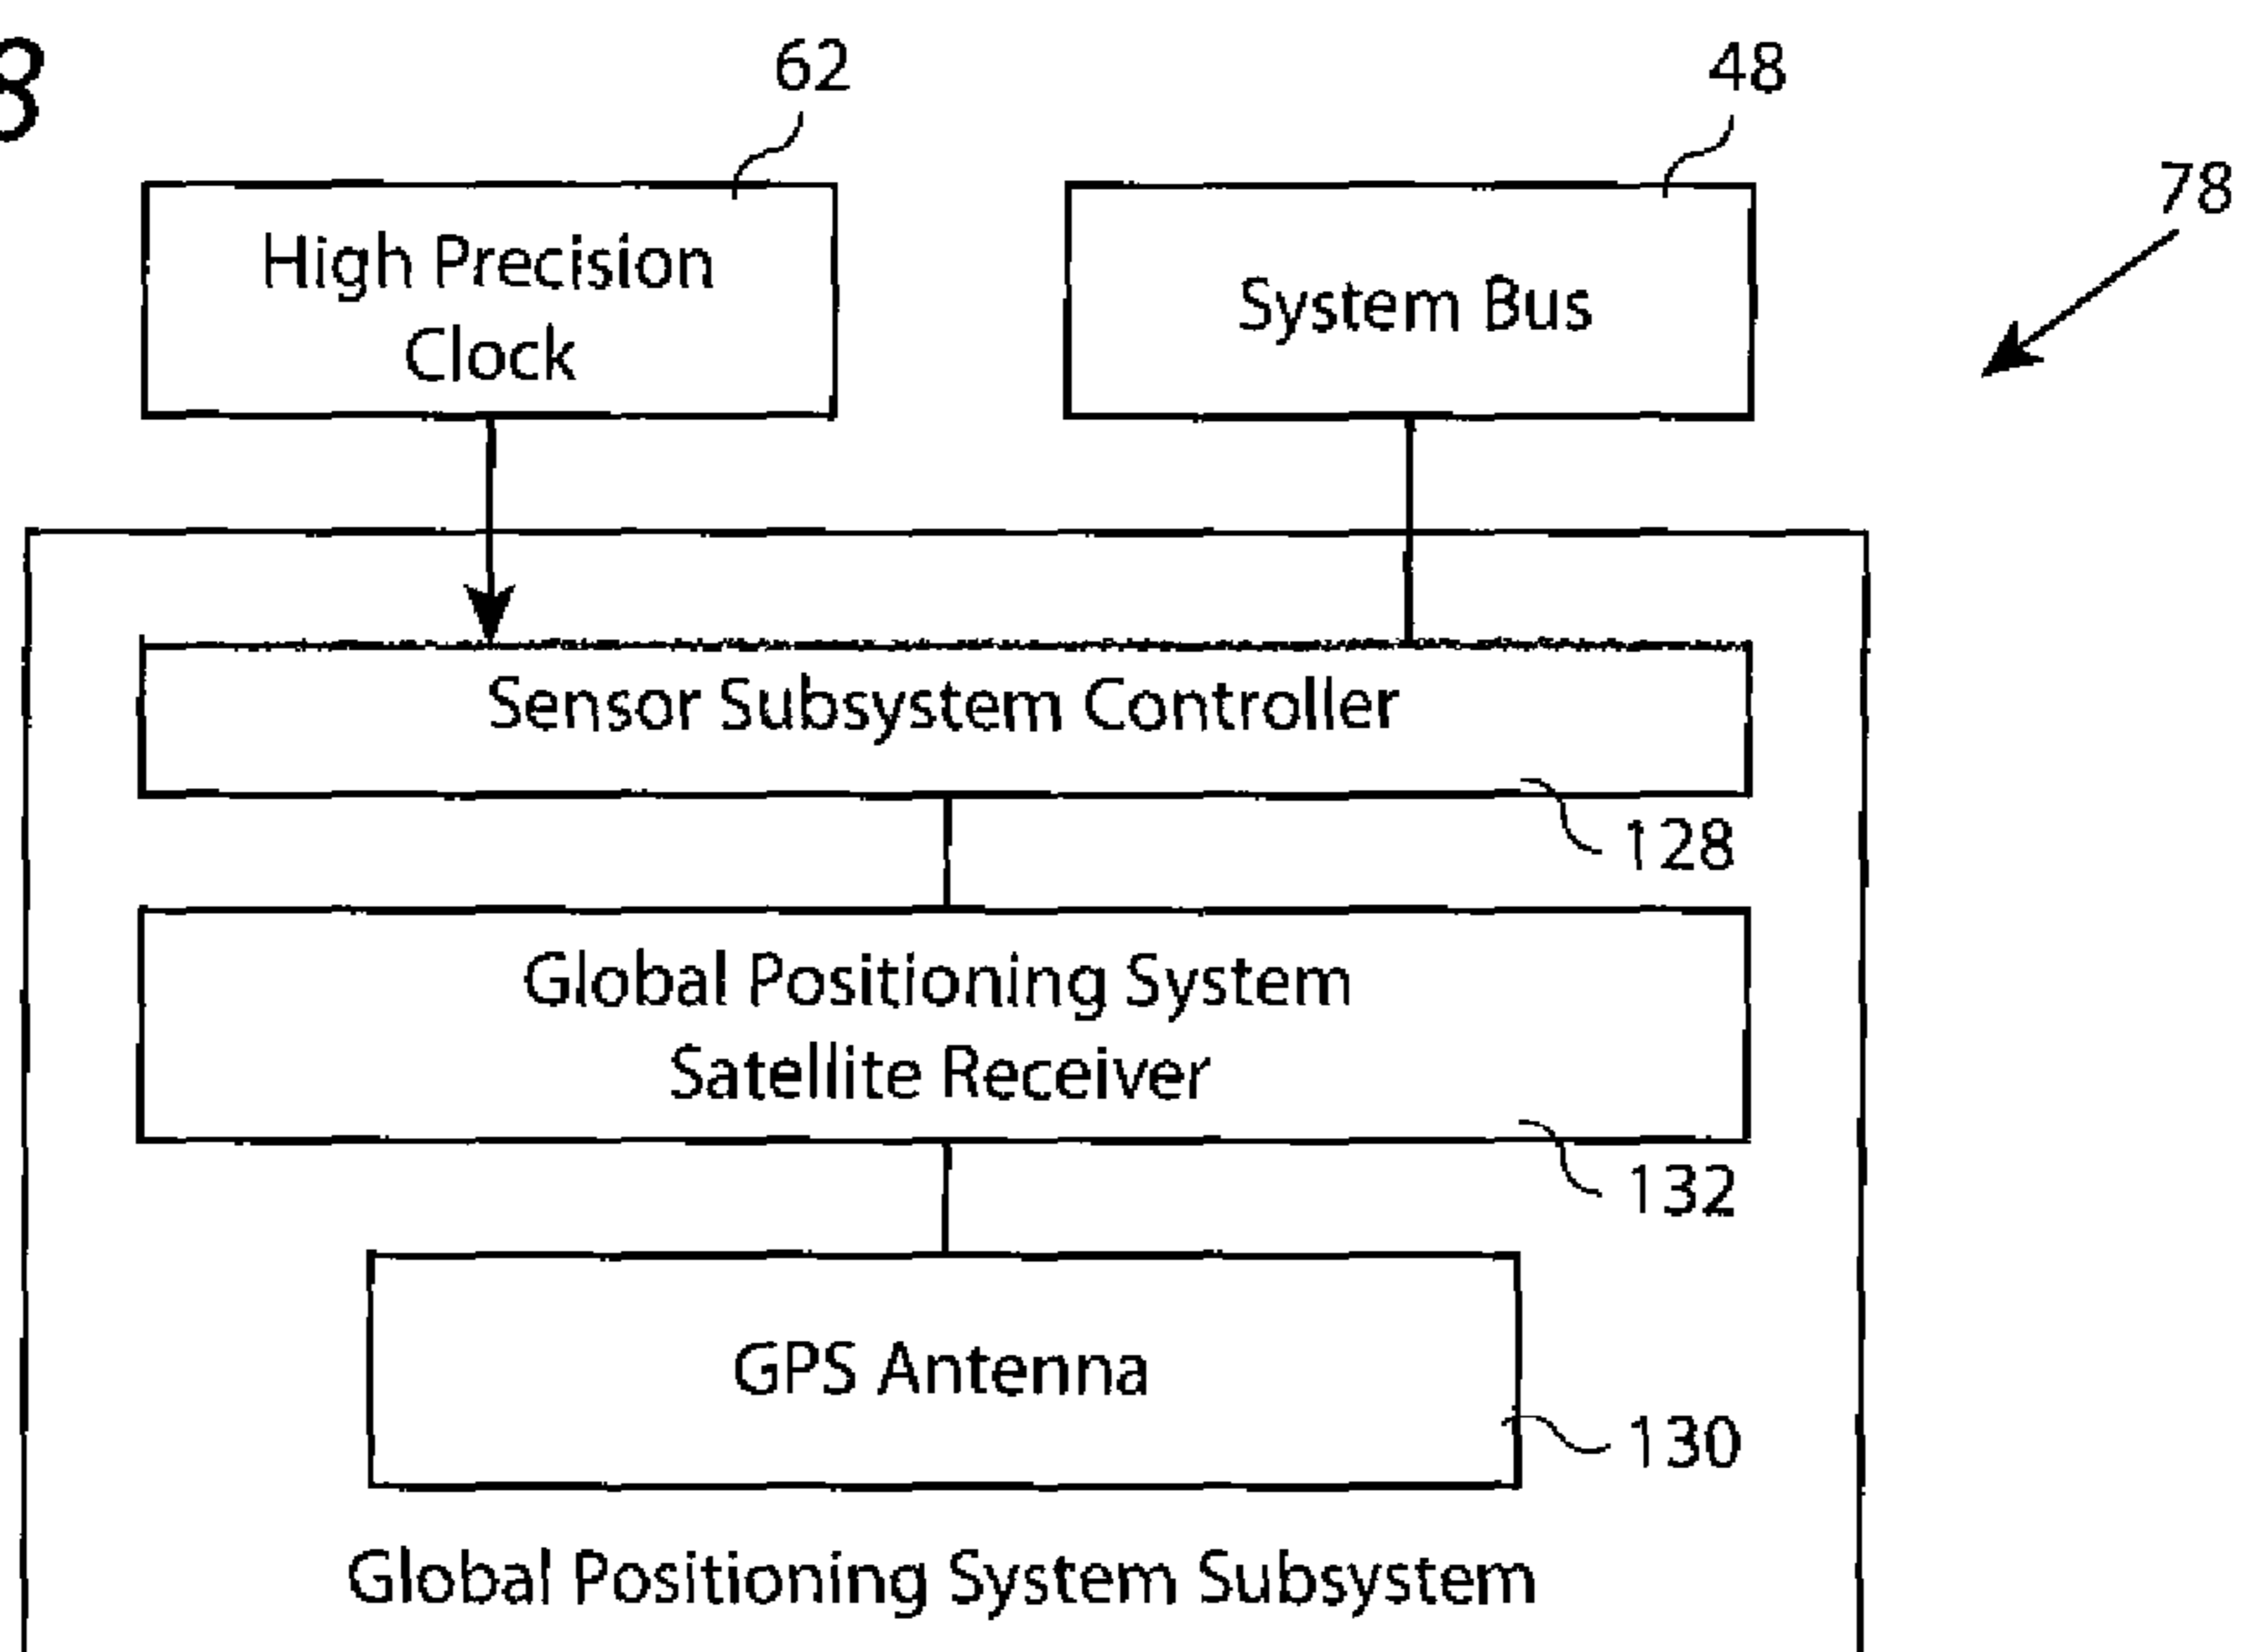 62
48
78
High Precision
Clock
System Bus
Sensor Subsystem Controller
128
Global Positioning System
Satellite Receiver
132
GPS Antenna
130
Global Positioning System Subsystem